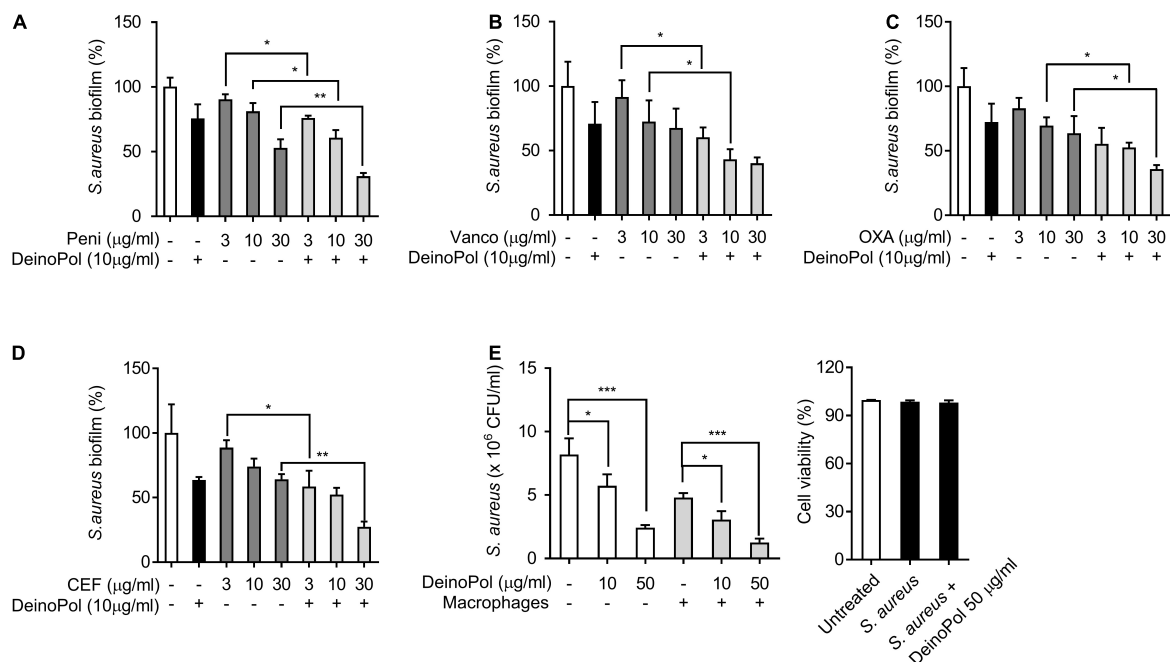 A
150
100
50
0
S.aureus biofilm (%)
*
*
**
Peni (μg/ml) - - 3 10 30 3 10 30
DeinoPol (10μg/ml) - + - - - + + +
B
150
100
50
0
S.aureus biofilm (%)
*
*
Vanco (μg/ml) - - 3 10 30 3 10 30
DeinoPol (10μg/ml) - + - - - + + +
C
150
100
50
0
S.aureus biofilm (%)
*
*
OXA (μg/ml) - - 3 10 30 3 10 30
DeinoPol (10μg/ml) - + - - - + + +
D
150
100
50
0
S.aureus biofilm (%)
*
**
CEF (μg/ml) - - 3 10 30 3 10 30
DeinoPol (10μg/ml) - + - - - + + +
E
15
10
5
0
S. aureus (x 10⁶ CFU/ml)
***
*
***
*
DeinoPol (μg/ml) - 10 50 - 10 50
Macrophages - - - + + +
120
90
60
30
0
Cell viability (%)
Untreated
S. aureus
S. aureus +
DeinoPol 50 μg/ml